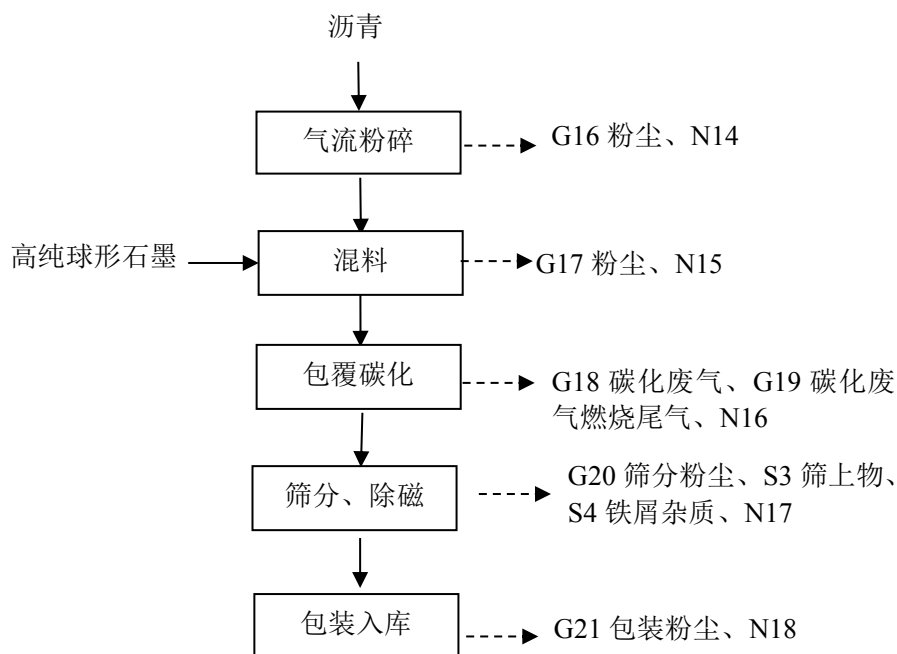 沥青
气流粉碎
G16 粉尘、N14
高纯球形石墨
混料
G17 粉尘、N15
包覆碳化
G18 碳化废气、G19 碳化废
气燃烧尾气、N16
筛分、除磁
G20 筛分粉尘、S3 筛上物、
S4 铁屑杂质、N17
包装入库
G21 包装粉尘、N18